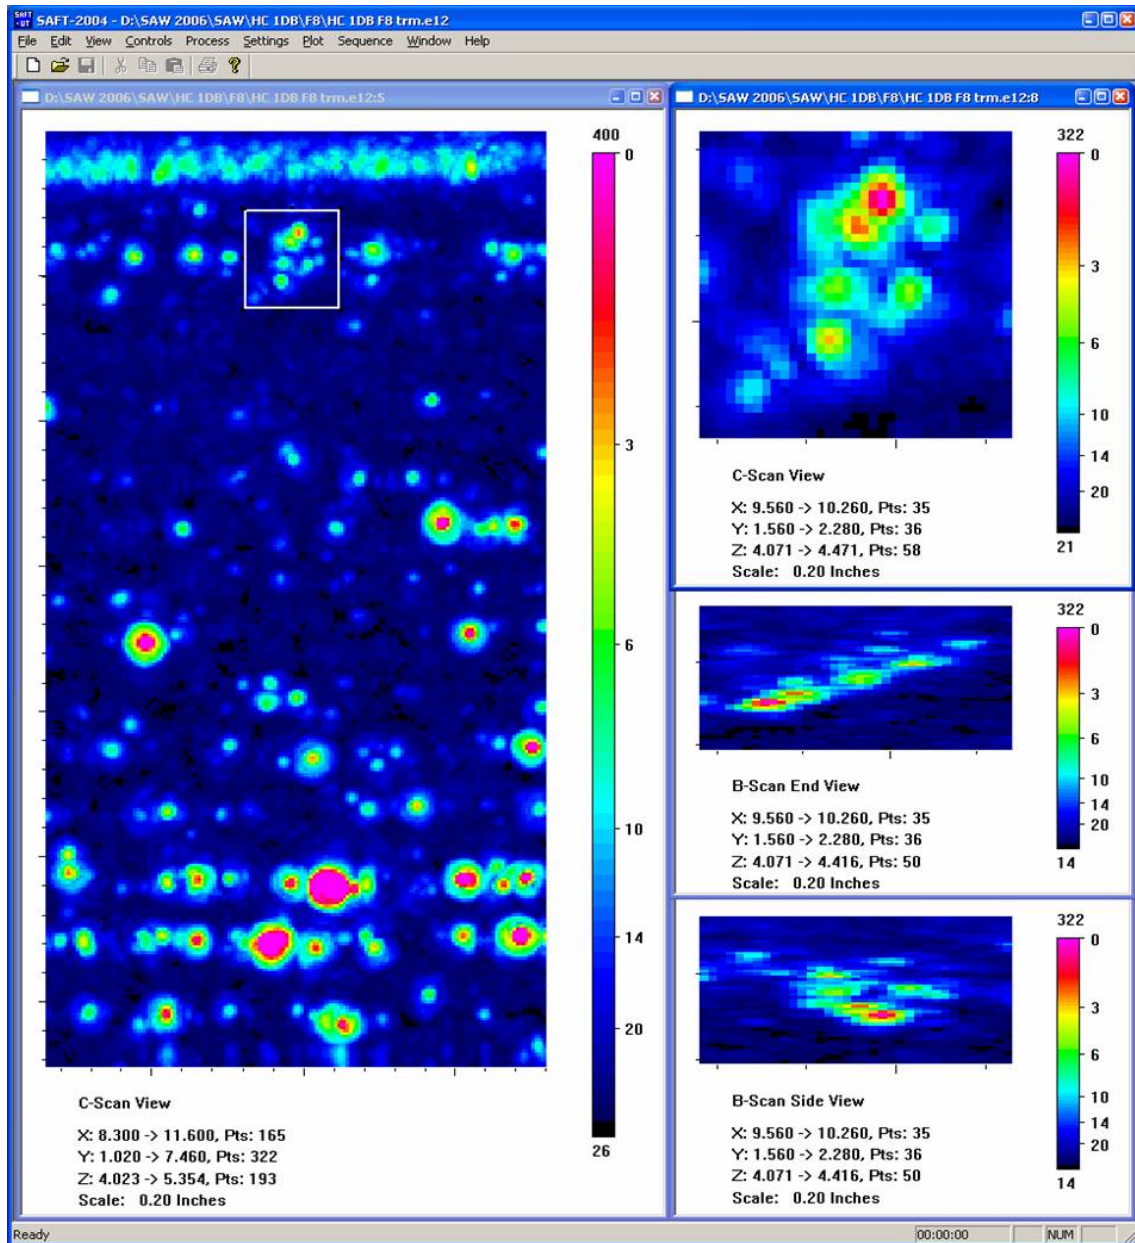 SAFT-2004 - D:\SAW 2006\SAW\HC 1DB\F8\HC 1DB F8 trm.e12
File Edit View Controls Process Settings Plot Sequence Window Help
D:\SAW 2006\SAW\HC 1DB\F8\HC 1DB F8 trm.e12:5
400
0
3
6
10
14
20
26
C-Scan View
X: 8.300 -> 11.600, Pts: 165
Y: 1.020 -> 7.460, Pts: 322
Z: 4.023 -> 5.354, Pts: 193
Scale: 0.20 Inches
D:\SAW 2006\SAW\HC 1DB\F8\HC 1DB F8 trm.e12:8
322
0
3
6
10
14
20
21
C-Scan View
X: 9.560 -> 10.260, Pts: 35
Y: 1.560 -> 2.280, Pts: 36
Z: 4.071 -> 4.471, Pts: 58
Scale: 0.20 Inches
322
0
3
6
10
14
20
14
B-Scan End View
X: 9.560 -> 10.260, Pts: 35
Y: 1.560 -> 2.280, Pts: 36
Z: 4.071 -> 4.416, Pts: 50
Scale: 0.20 Inches
322
0
3
6
10
14
20
14
B-Scan Side View
X: 9.560 -> 10.260, Pts: 35
Y: 1.560 -> 2.280, Pts: 36
Z: 4.071 -> 4.416, Pts: 50
Scale: 0.20 Inches
Ready
00:00:00
NUM